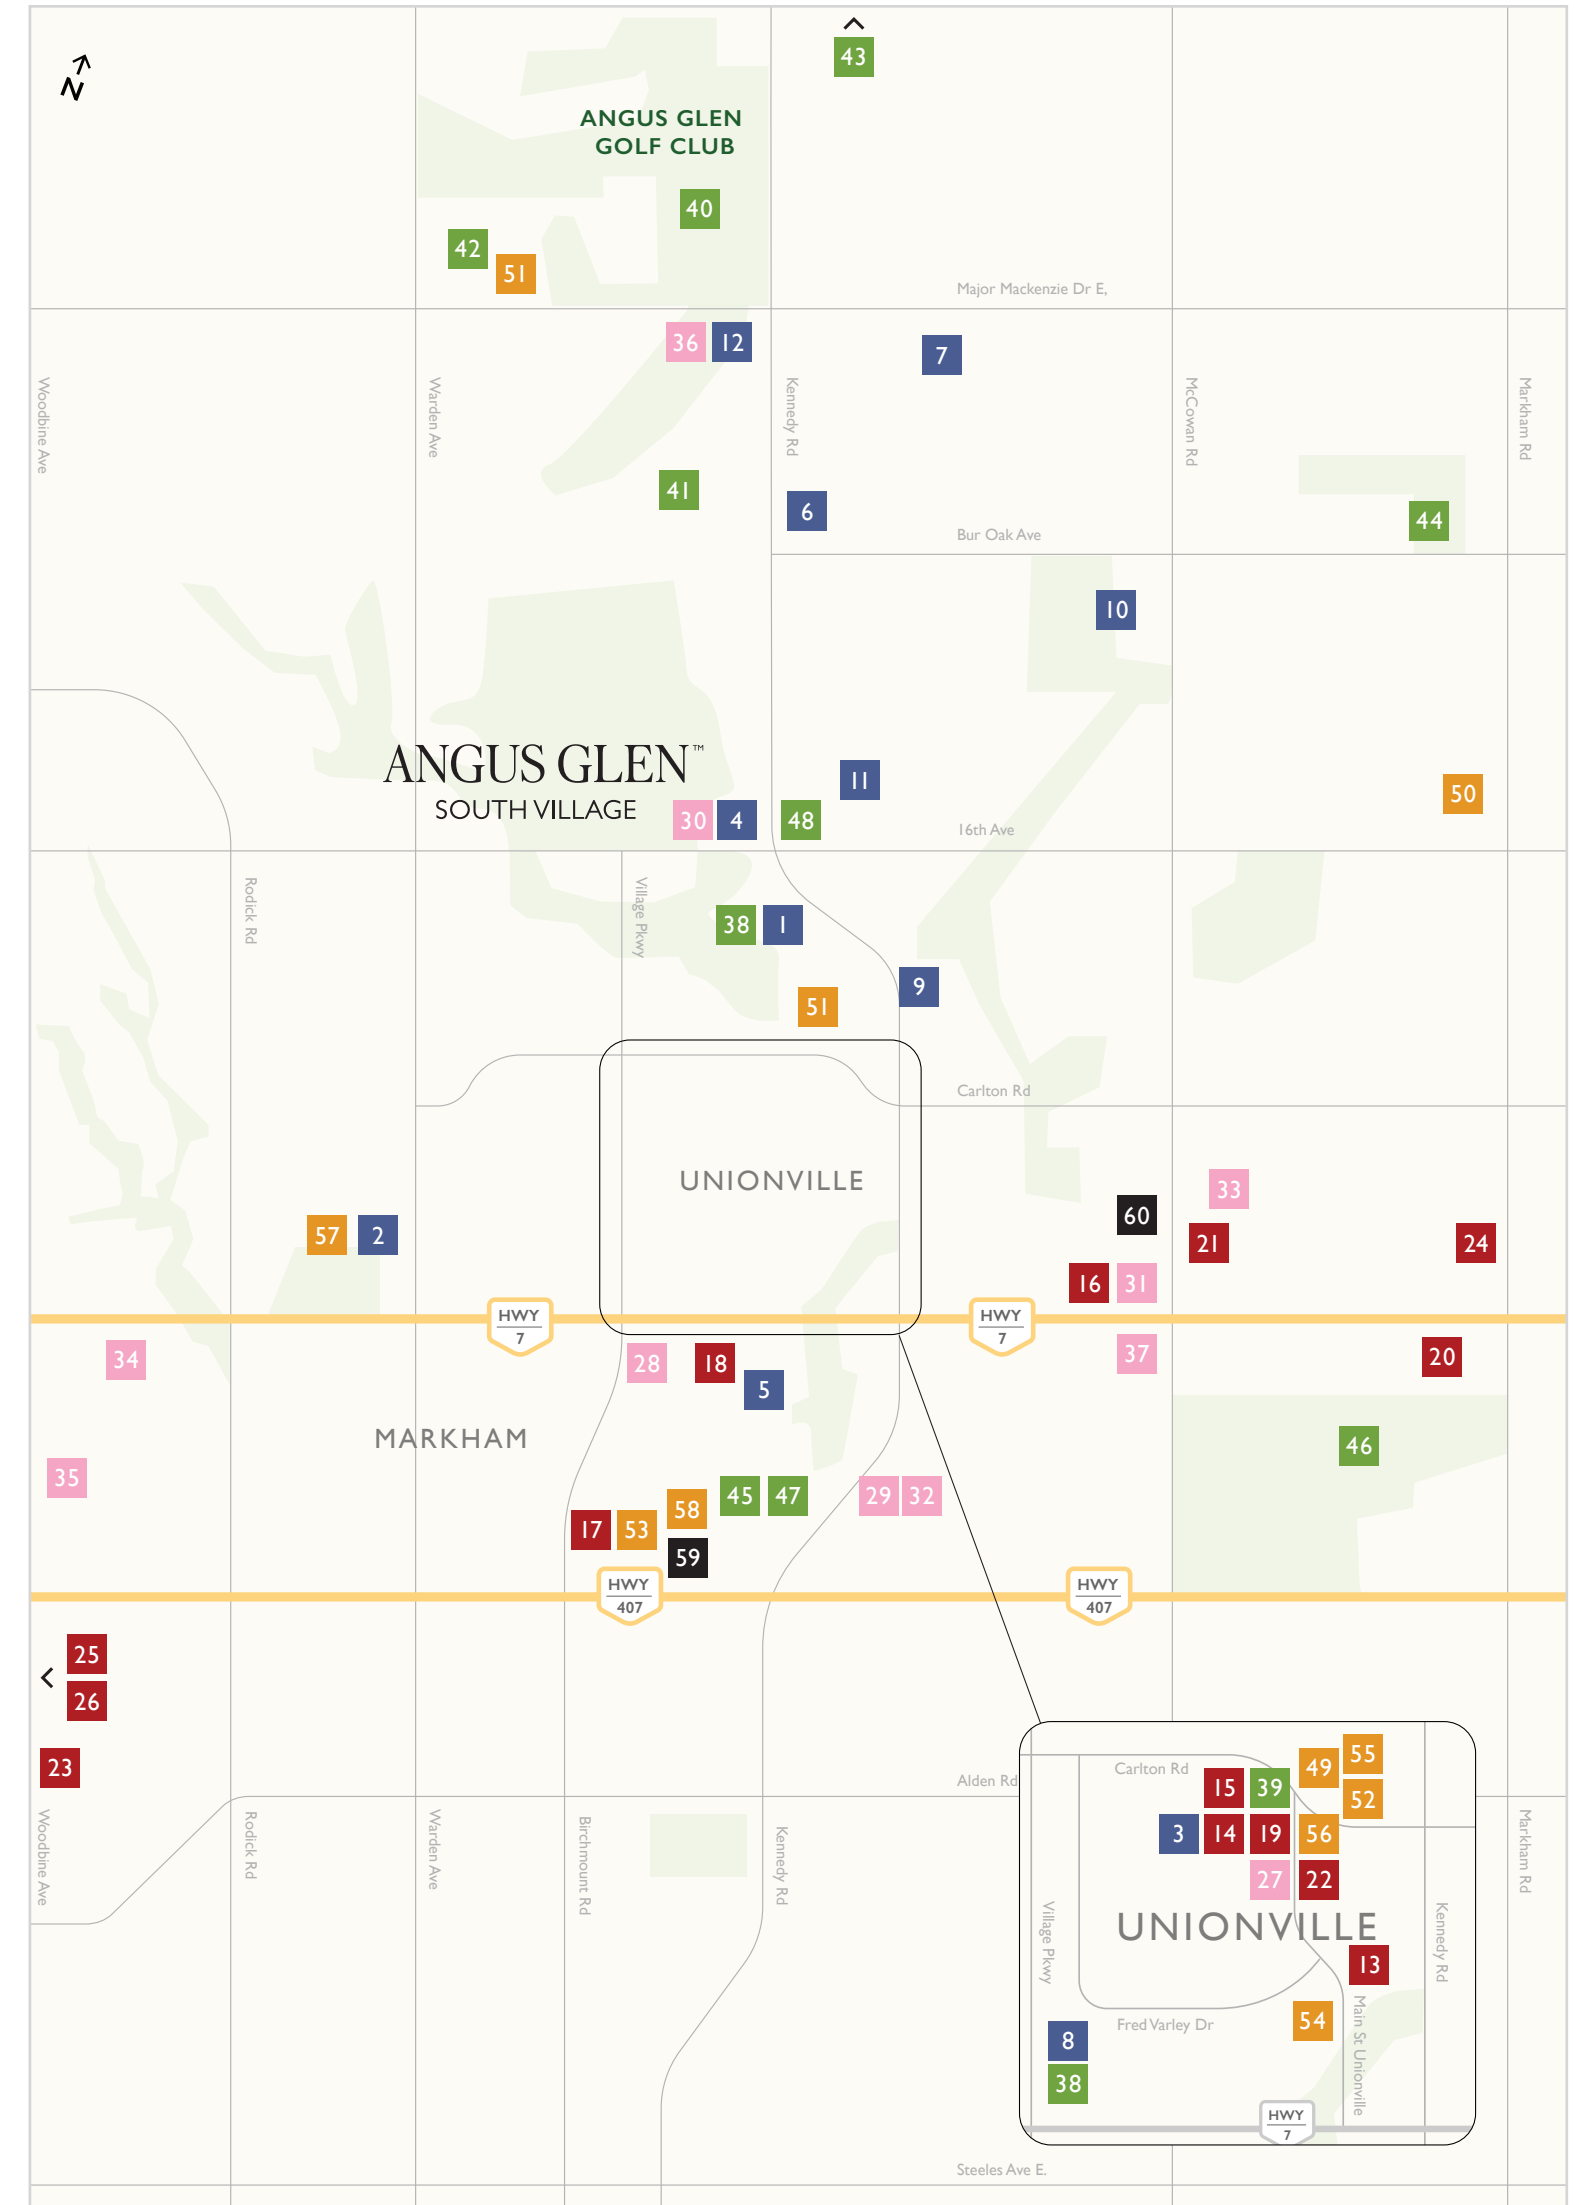 43
N
ANGUS GLEN
GOLF CLUB
40
42
51
Major Mackenzie Dr E,
36
12
7
Woodbine Ave
Warden Ave
Kennedy Rd
McCowan Rd
Markham Rd
41
6
44
Bur Oak Ave
10
ANGUS GLEN™
SOUTH VILLAGE
11
50
30
4
48
16th Ave
Rodick Rd
Village Pkwy
38
1
9
51
Carlton Rd
UNIONVILLE
33
60
57
2
21
24
16
31
HWY
7
HWY
7
34
28
18
37
20
5
MARKHAM
46
35
45
47
29
32
58
17
53
59
HWY
407
HWY
407
25
26
23
Alden Rd
Woodbine Ave
Rodick Rd
Warden Ave
Birchmount Rd
Kennedy Rd
Markham Rd
55
49
Carlton Rd
15
39
52
3
14
19
56
27
22
Village Pkwy
UNIONVILLE
Kennedy Rd
13
Main St Unionville
54
Fred Varley Dr
8
38
HWY
7
Steeles Ave E.